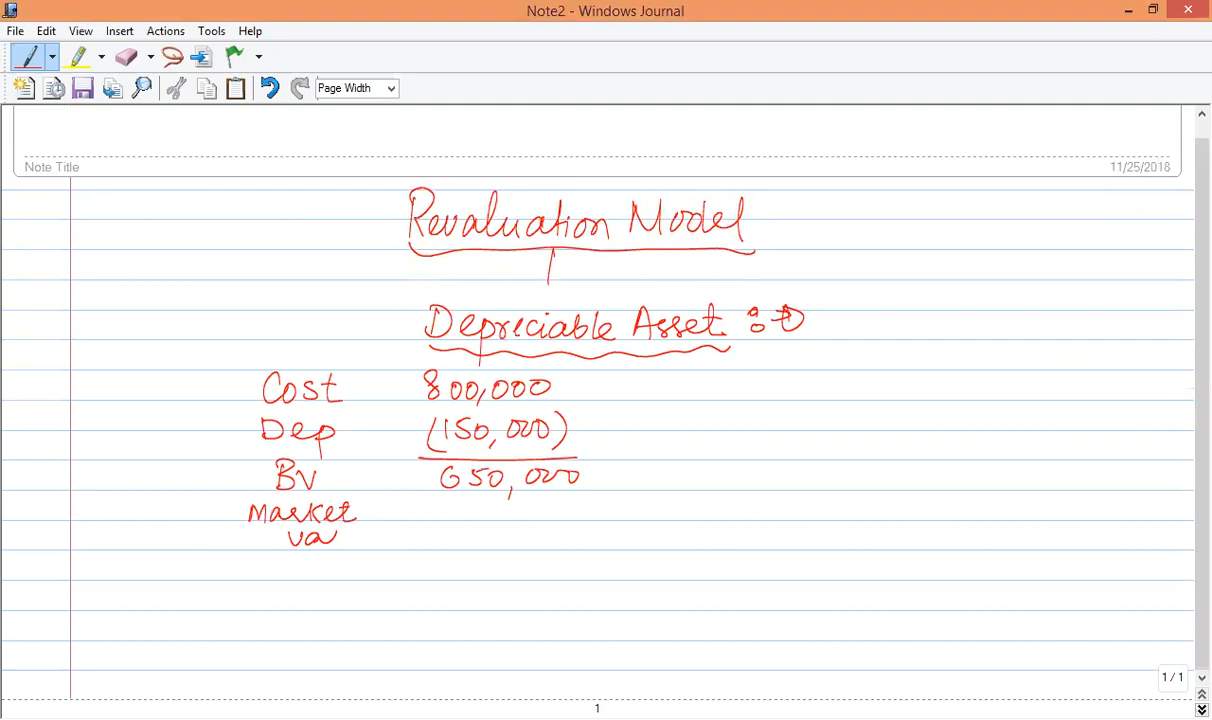 Note2 - Windows Journal
File Edit View Insert Actions Tools Help
Page Width
Note Title
11/25/2018
Revaluation Model
Depreciable Asset :
Cost 800,000
Dep (150,000)
BV 650,000
Market
va
1 / 1
1